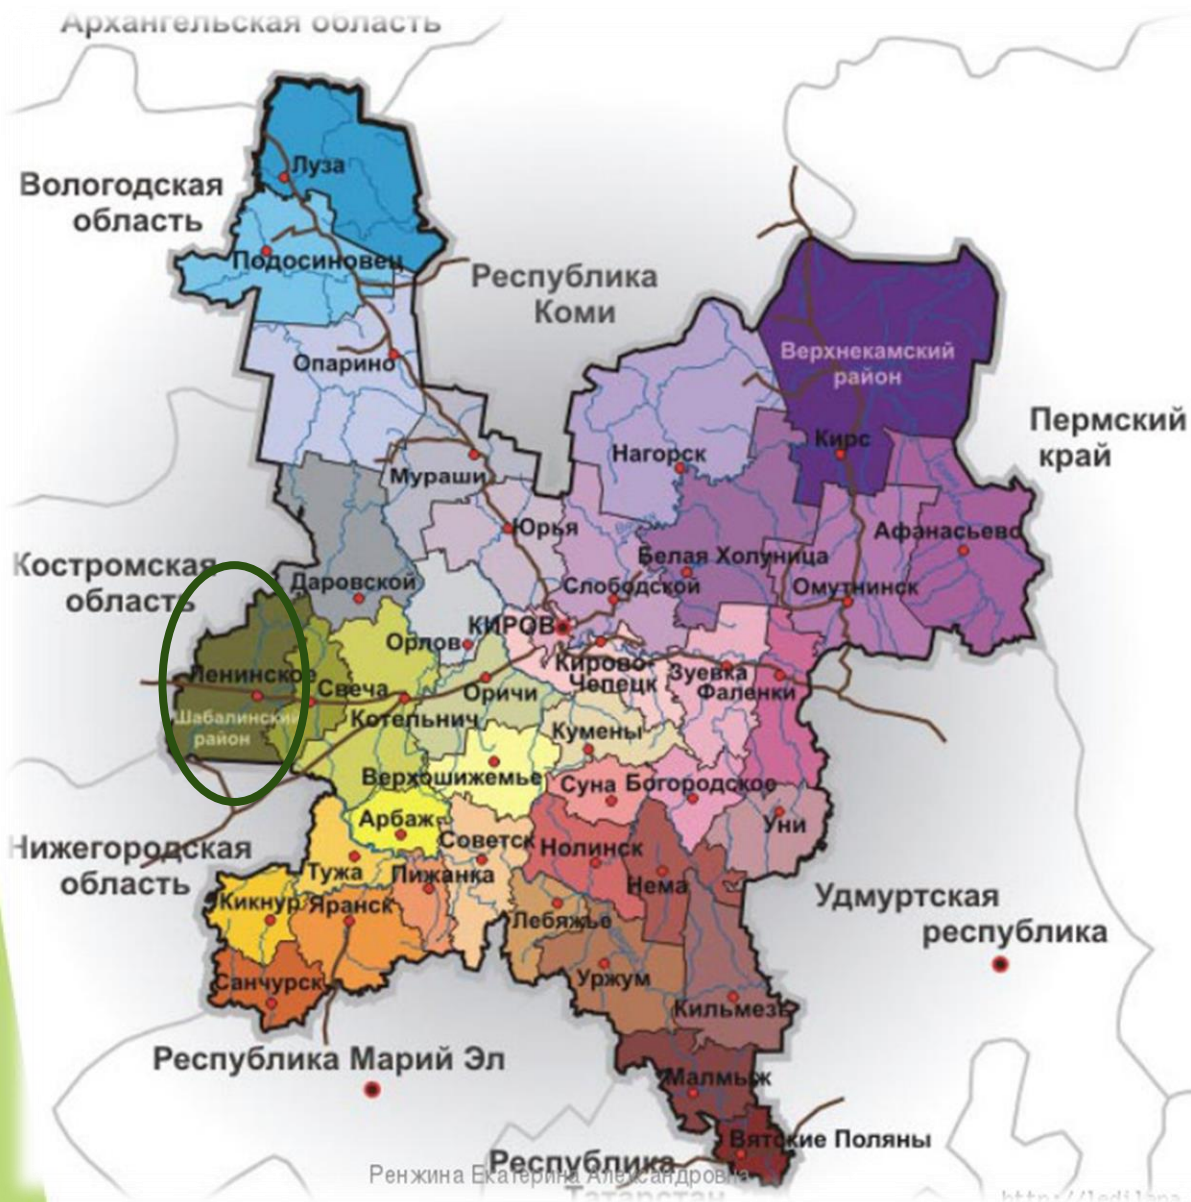 Архангельская область
Луза
Вологодская
область
Подосиновец
Республика
Коми
Опарино
Верхнекамский
район
Пермский
край
Кирс
Нагорск
Мураши
Юрья
Афанасьево
Белая Холуница
Костромская
область
Даровской
Слободской
Омутнинск
КИРОВ
Орлов
Кирово-
Чепецк
Зуевка
Фаленки
Ленинское
Свеча
Оричи
Шабалинский
район
Котельнич
Кумены
Верхошижемье
Суна
Богородское
Арбаж
Уни
Советск
Нолинск
Нижегородская
область
Тужа
Пижанка
Нема
Кикнур
Яранск
Лебяжье
Удмуртская
республика
Санчурск
Уржум
Кильмезь
Республика Марий Эл
Малмыж
Вятские Поляны
Республика
Татарстан
Ренжина Екатерина Александровна